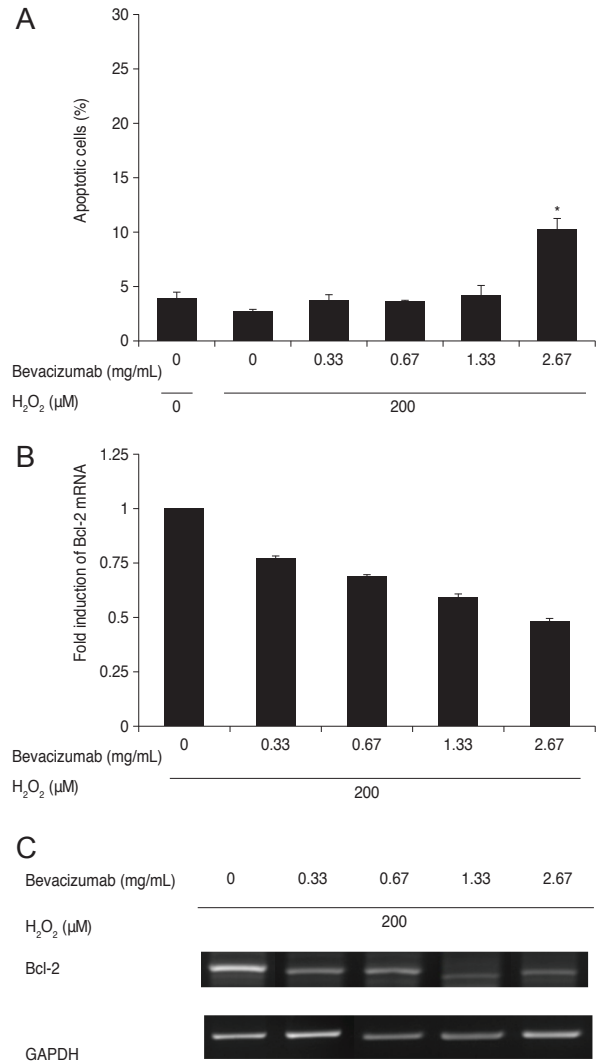 A
30
25
20
15
10
5
0
Apoptotic cells (%)
*
Bevacizumab (mg/mL) 0 0 0.33 0.67 1.33 2.67
H₂O₂ (µM) 0 200
B
1.25
1
0.75
0.5
0.25
0
Fold induction of Bcl-2 mRNA
Bevacizumab (mg/mL) 0 0.33 0.67 1.33 2.67
H₂O₂ (µM) 200
C
Bevacizumab (mg/mL) 0 0.33 0.67 1.33 2.67
H₂O₂ (µM) 200
Bcl-2
GAPDH